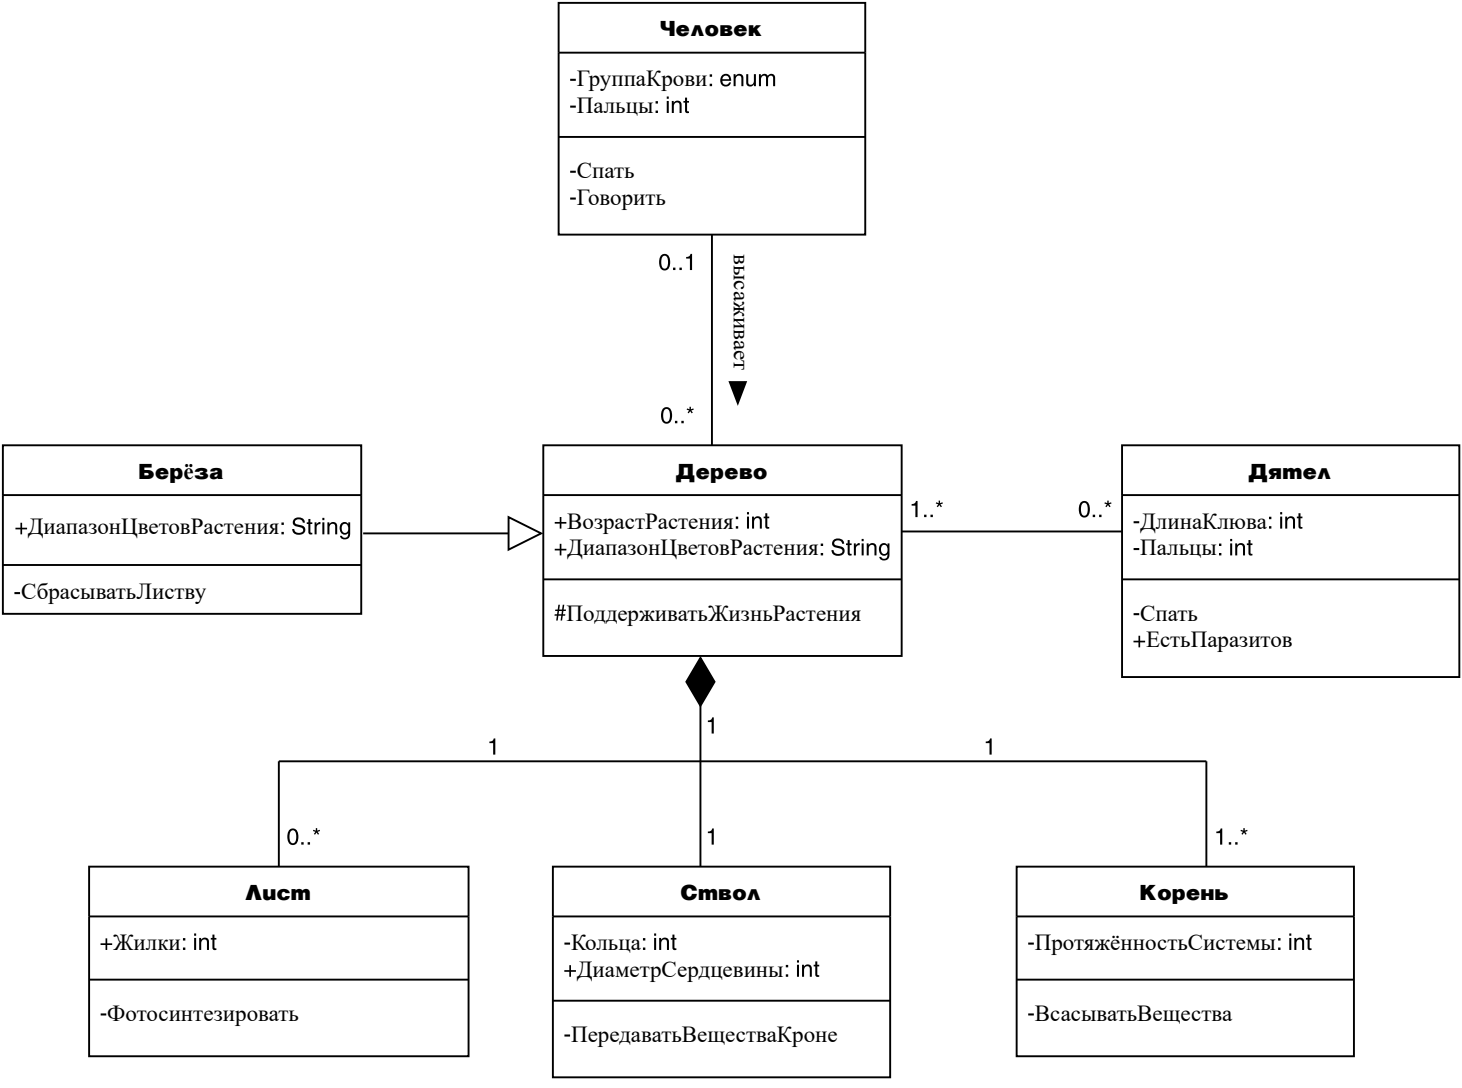 Человек
-ГруппаКрови: enum
-Пальцы: int
-Спать
-Говорить
0..1
высаживает
0..*
Берёза
+ДиапазонЦветовРастения: String
-СбрасыватьЛиству
Дерево
+ВозрастРастения: int
+ДиапазонЦветовРастения: String
#ПоддерживатьЖизньРастения
1..*
0..*
Дятел
-ДлинаКлюва: int
-Пальцы: int
-Спать
+ЕстьПаразитов
1
1
1
0..*
1
1..*
Лист
+Жилки: int
-Фотосинтезировать
Ствол
-Кольца: int
+ДиаметрСердцевины: int
-ПередаватьВеществаКроне
Корень
-ПротяжённостьСистемы: int
-ВсасыватьВещества